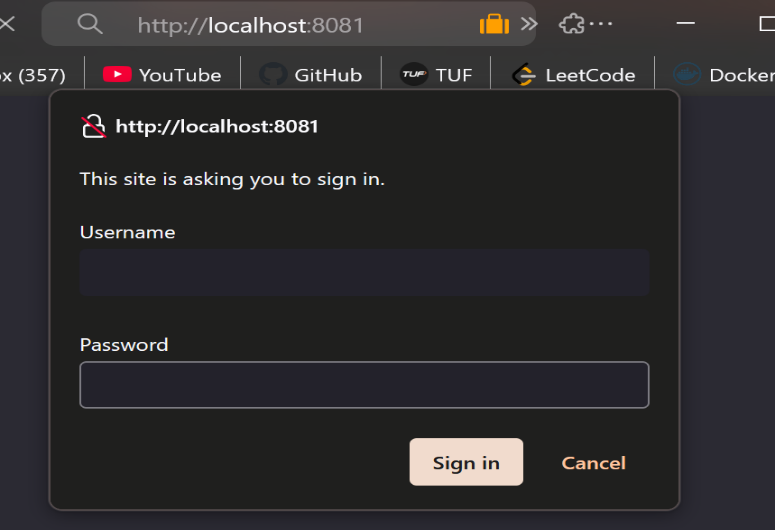 http://localhost:8081
ox (357) YouTube GitHub TUF TUF LeetCode Docker
http://localhost:8081
This site is asking you to sign in.
Username
Password
Sign in Cancel